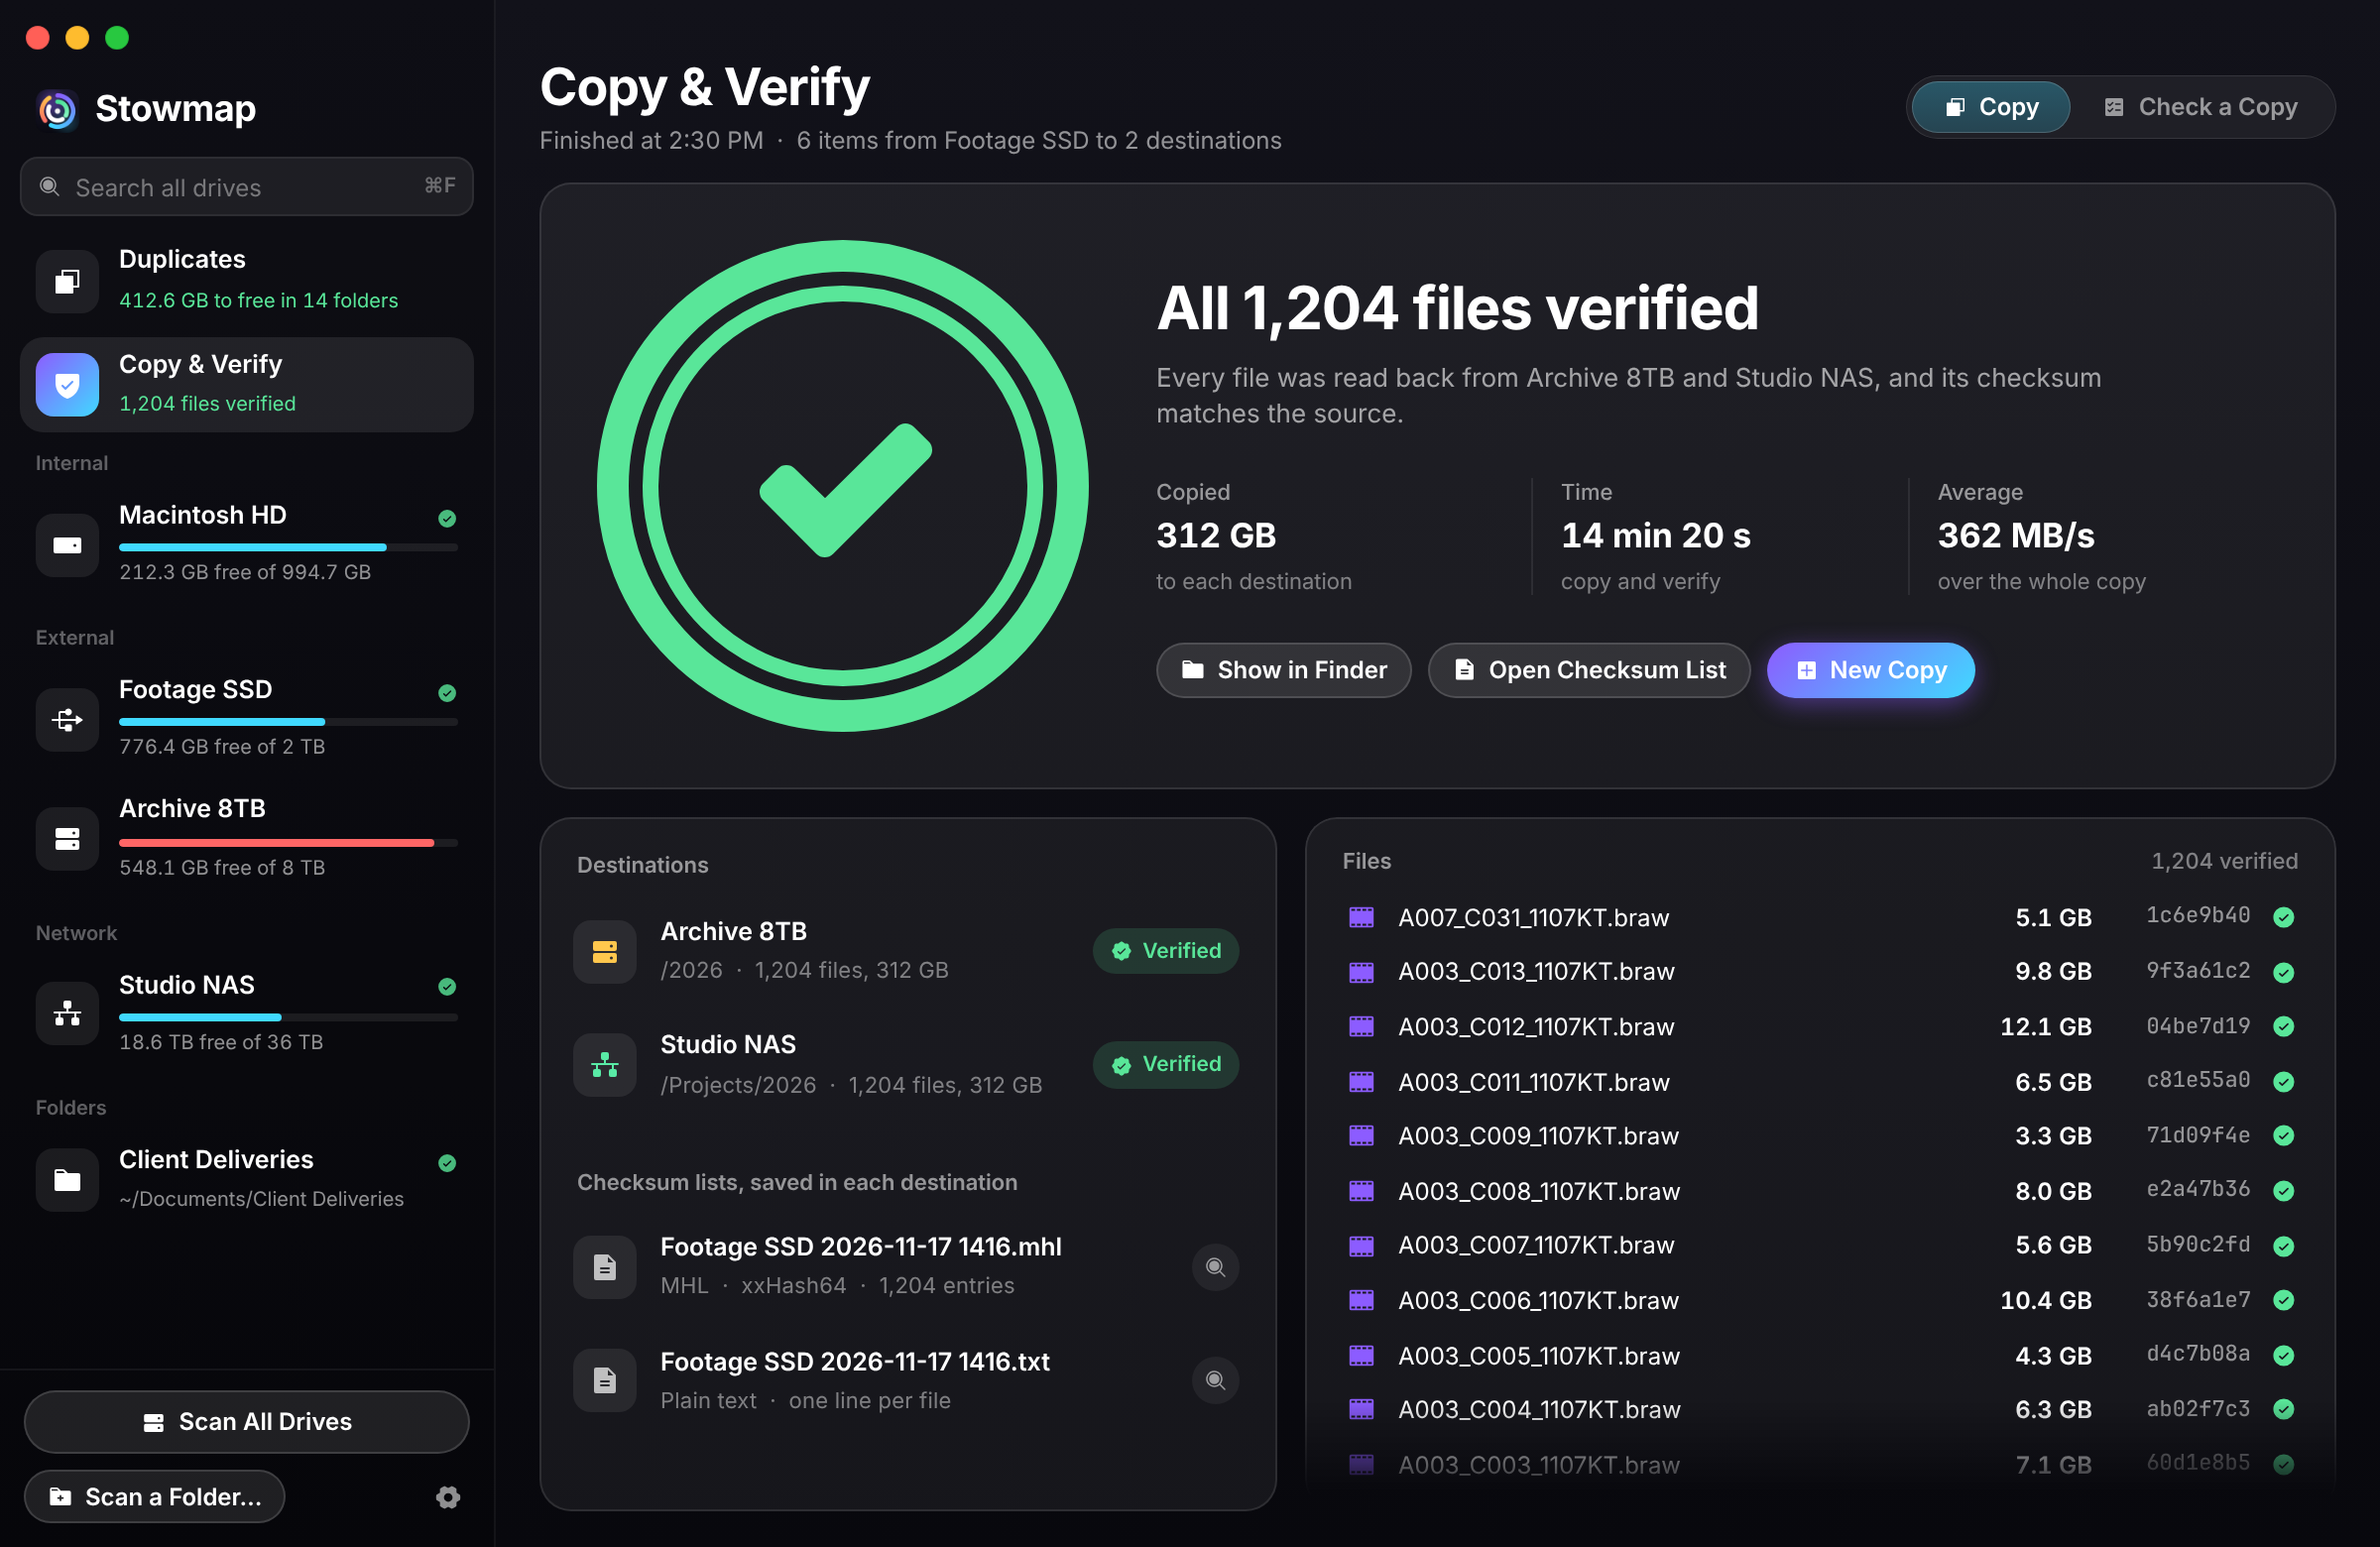 Stowmap
Search all drives ⌘F
Duplicates
412.6 GB to free in 14 folders
Copy & Verify
1,204 files verified
Internal
Macintosh HD
212.3 GB free of 994.7 GB
External
Footage SSD
776.4 GB free of 2 TB
Archive 8TB
548.1 GB free of 8 TB
Network
Studio NAS
18.6 TB free of 36 TB
Folders
Client Deliveries
~/Documents/Client Deliveries
Scan All Drives
Scan a Folder...
Copy & Verify
Finished at 2:30 PM · 6 items from Footage SSD to 2 destinations
Copy
Check a Copy
All 1,204 files verified
Every file was read back from Archive 8TB and Studio NAS, and its checksum
matches the source.
Copied
312 GB
to each destination
Time
14 min 20 s
copy and verify
Average
362 MB/s
over the whole copy
Show in Finder
Open Checksum List
New Copy
Destinations
Archive 8TB
/2026 · 1,204 files, 312 GB
Verified
Studio NAS
/Projects/2026 · 1,204 files, 312 GB
Verified
Checksum lists, saved in each destination
Footage SSD 2026-11-17 1416.mhl
MHL · xxHash64 · 1,204 entries
Footage SSD 2026-11-17 1416.txt
Plain text · one line per file
Files 1,204 verified
A007_C031_1107KT.braw 5.1 GB 1c6e9b40
A003_C013_1107KT.braw 9.8 GB 9f3a61c2
A003_C012_1107KT.braw 12.1 GB 04be7d19
A003_C011_1107KT.braw 6.5 GB c81e55a0
A003_C009_1107KT.braw 3.3 GB 71d09f4e
A003_C008_1107KT.braw 8.0 GB e2a47b36
A003_C007_1107KT.braw 5.6 GB 5b90c2fd
A003_C006_1107KT.braw 10.4 GB 38f6a1e7
A003_C005_1107KT.braw 4.3 GB d4c7b08a
A003_C004_1107KT.braw 6.3 GB ab02f7c3
A003_C003_1107KT.braw 7.1 GB 60d1e8b5